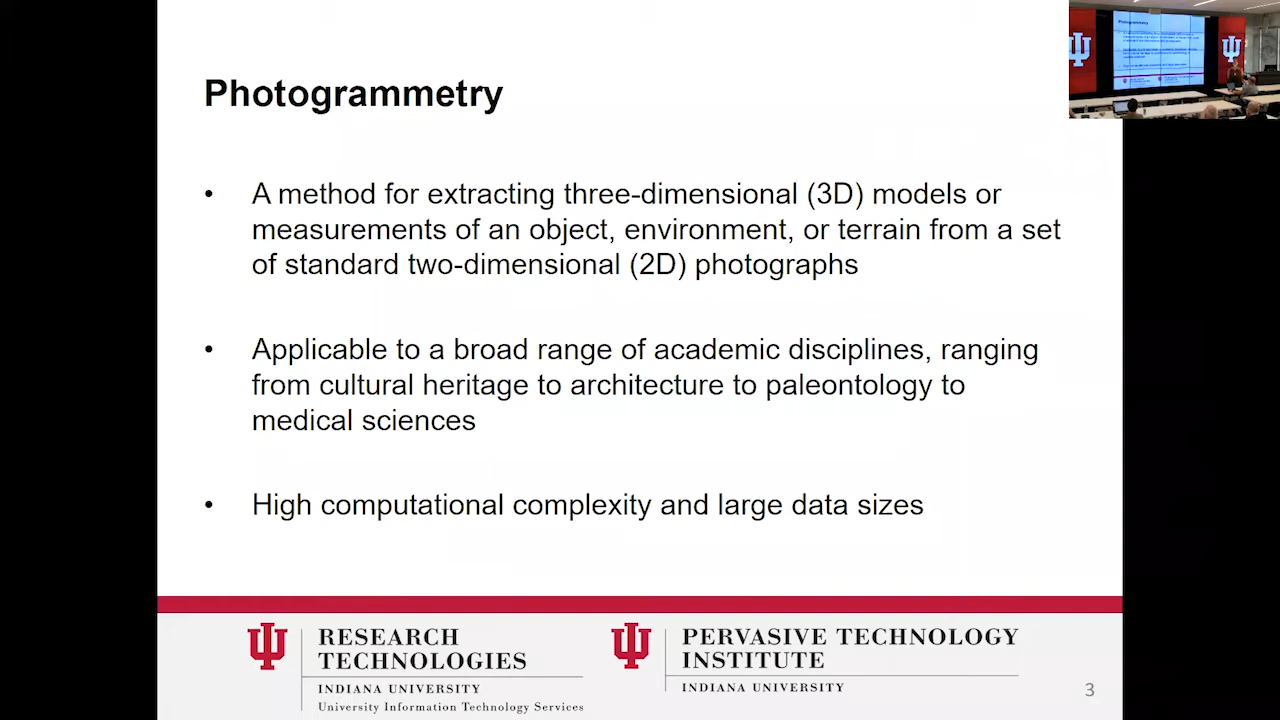 Photogrammetry
• A method for extracting three-dimensional (3D) models or
measurements of an object, environment, or terrain from a set
of standard two-dimensional (2D) photographs
• Applicable to a broad range of academic disciplines, ranging
from cultural heritage to architecture to paleontology to
medical sciences
• High computational complexity and large data sizes
RESEARCH
TECHNOLOGIES
INDIANA UNIVERSITY
University Information Technology Services
PERVASIVE TECHNOLOGY
INSTITUTE
INDIANA UNIVERSITY
3
Photogrammetry